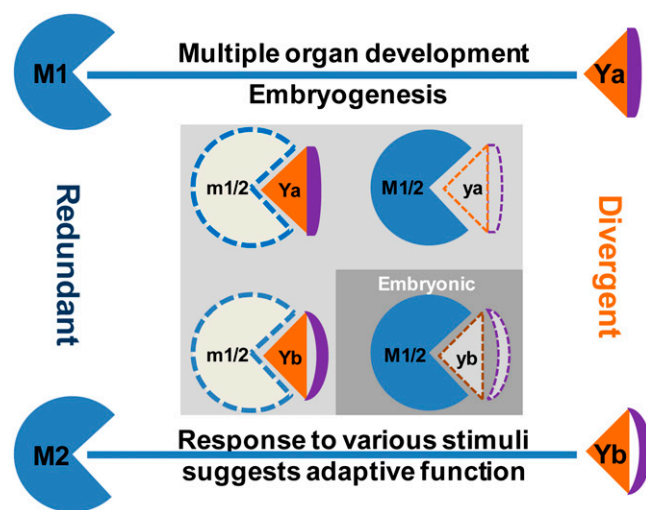 M1
Multiple organ development
Embryogenesis
Ya
Redundant
m1/2
Ya
M1/2
ya
Divergent
m1/2
Yb
Embryonic
M1/2
yb
M2
Response to various stimuli
suggests adaptive function
Yb